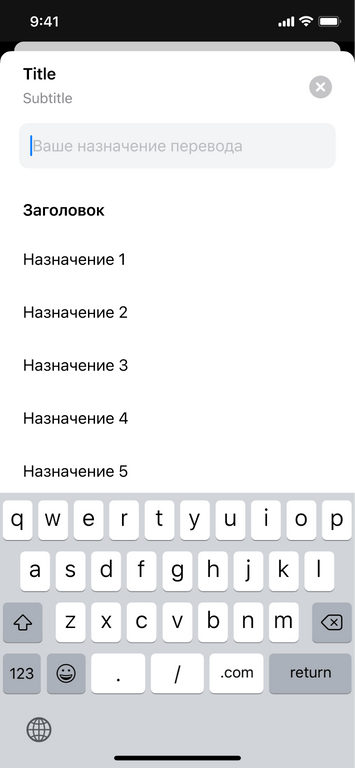 9:41
Title
Subtitle
Ваше назначение перевода
Заголовок
Назначение 1
Назначение 2
Назначение 3
Назначение 4
Назначение 5
q w e r t y u i o p
a s d f g h j k l
z x c v b n m
123 . / .com return